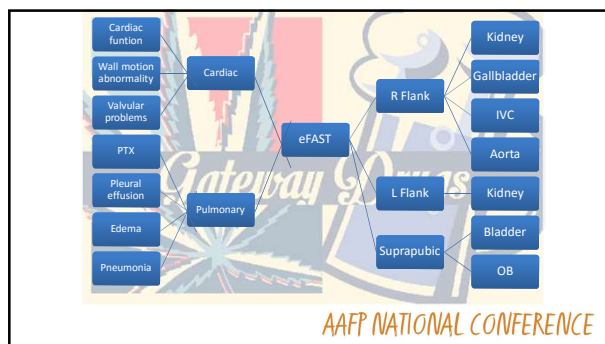 Cardiac
funtion
Wall motion
abnormality
Valvular
problems
PTX
Pleural
effusion
Edema
Pneumonia
Cardiac
Pulmonary
eFAST
R Flank
L Flank
Suprapubic
Kidney
Gallbladder
IVC
Aorta
Kidney
Bladder
OB
Gateway Drugs
AAFP NATIONAL CONFERENCE